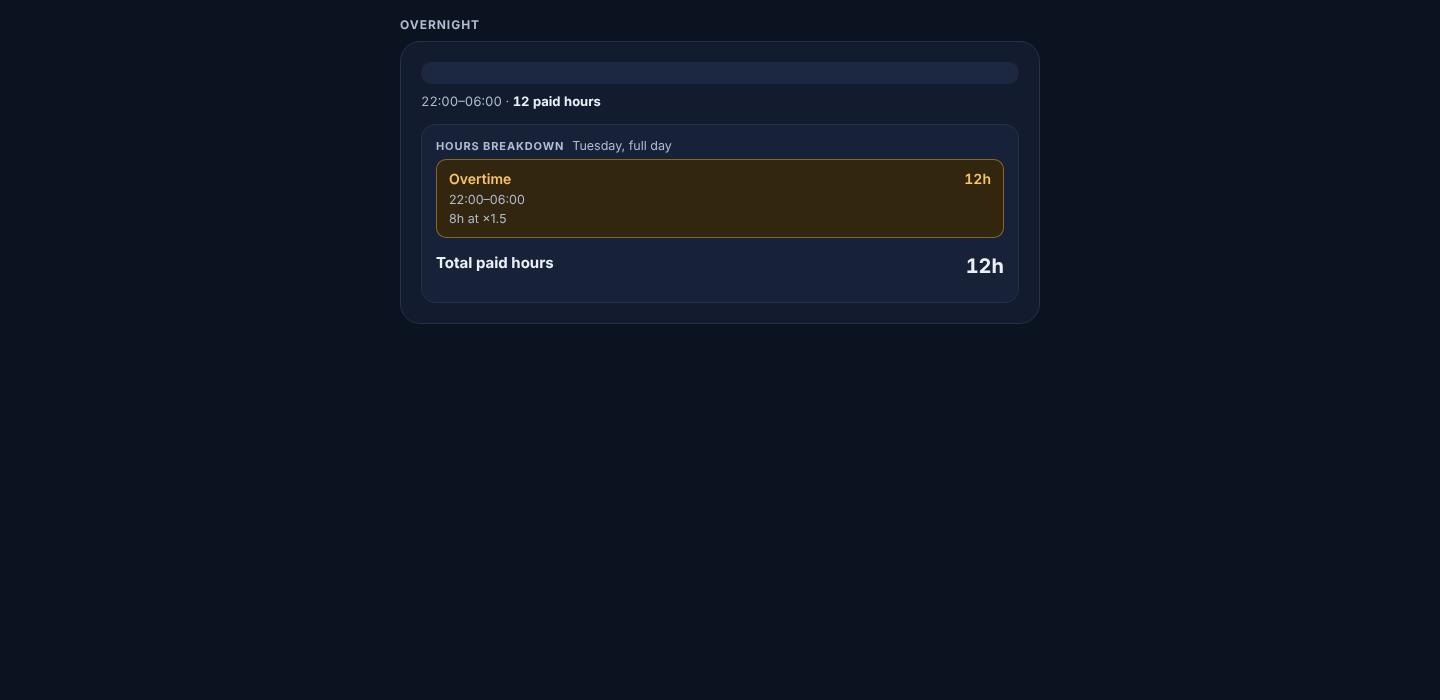 OVERNIGHT
22:00–06:00 · 12 paid hours
HOURS BREAKDOWN Tuesday, full day
Overtime 12h
22:00–06:00
8h at ×1.5
Total paid hours 12h